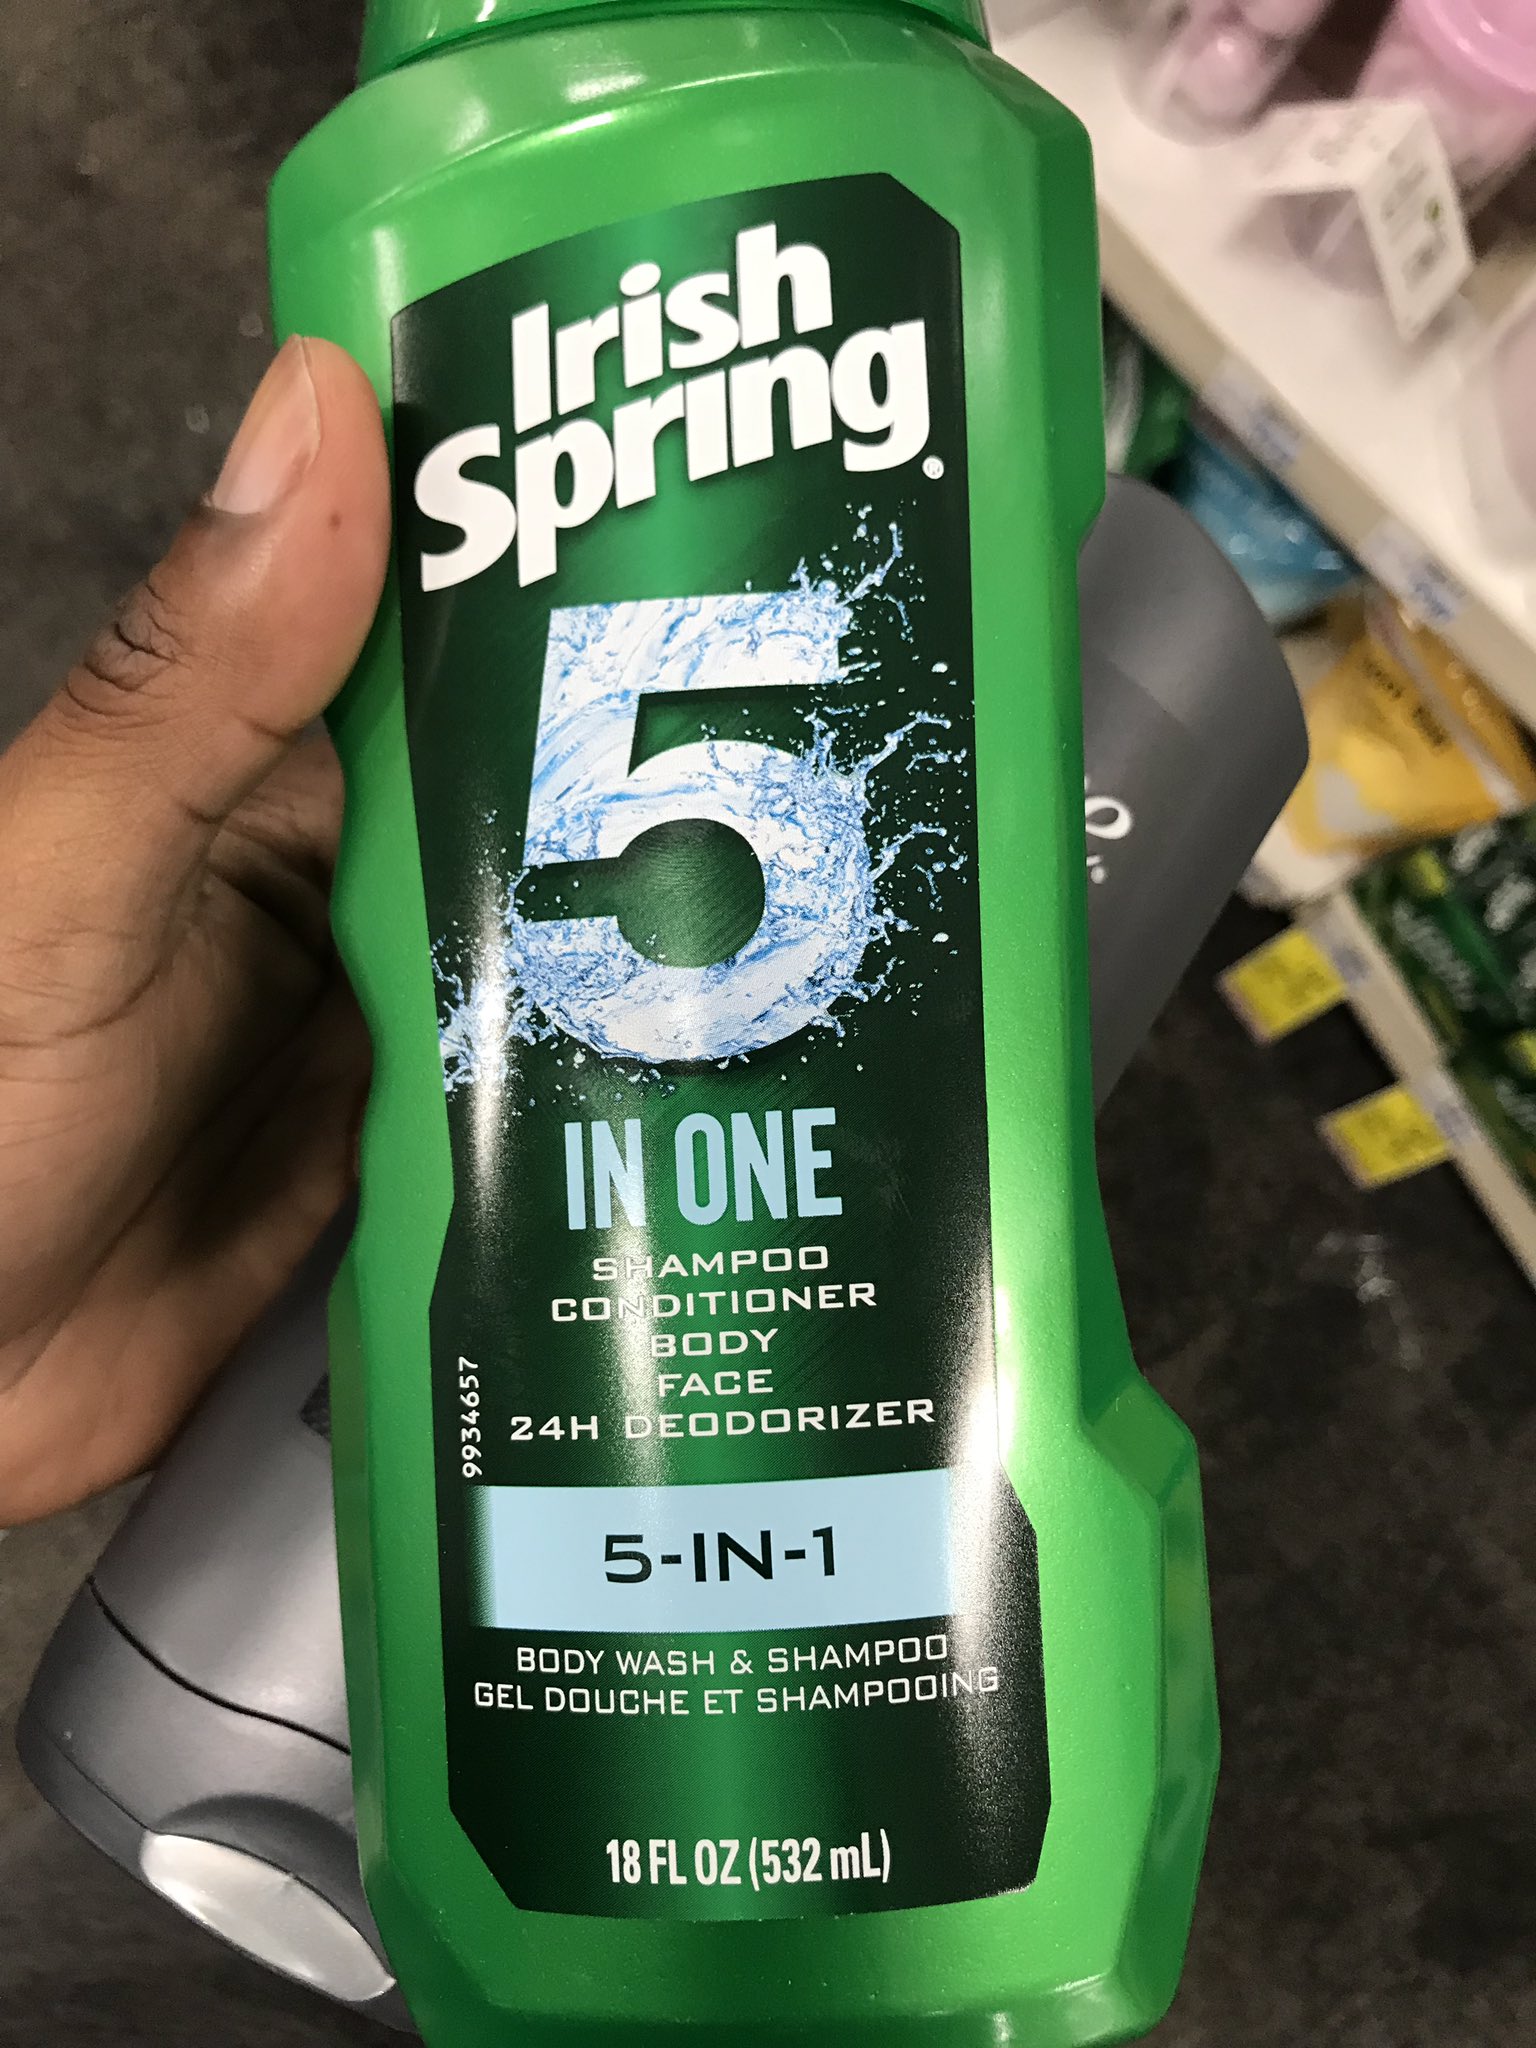 Irish
Spring®
5
IN ONE
SHAMPOO
CONDITIONER
BODY
FACE
24H DEODORIZER
9934657
5-IN-1
BODY WASH & SHAMPOO
GEL DOUCHE ET SHAMPOOING
18 FL OZ (532 mL)